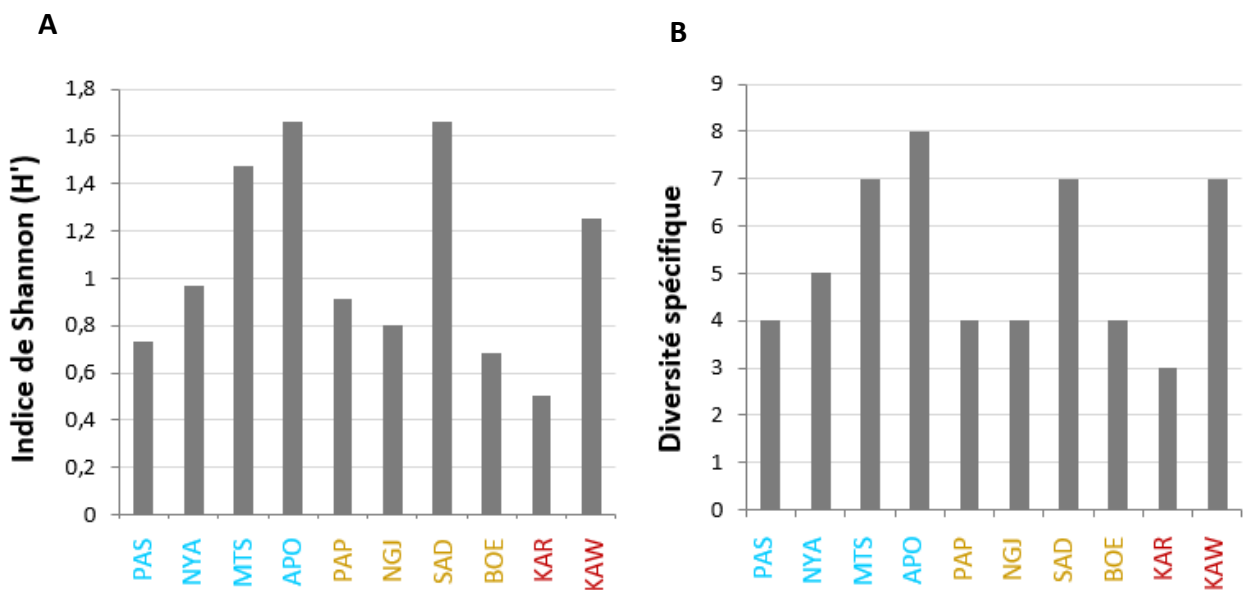 A
Indice de Shannon (H')
1,8
1,6
1,4
1,2
1
0,8
0,6
0,4
0,2
0
PAS
NYA
MTS
APO
PAP
NGJ
SAD
BOE
KAR
KAW
B
Diversité spécifique
9
8
7
6
5
4
3
2
1
0
PAS
NYA
MTS
APO
PAP
NGJ
SAD
BOE
KAR
KAW